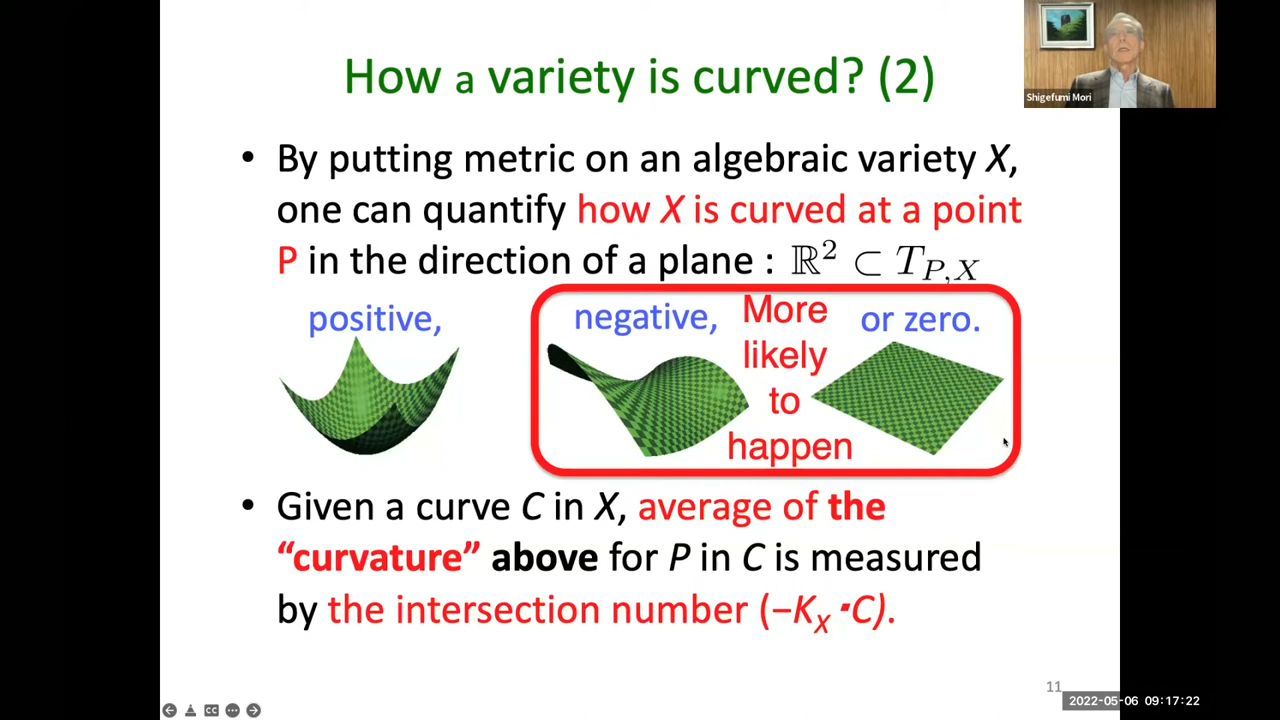 How a variety is curved? (2)
Shigefumi Mori
• By putting metric on an algebraic variety X,
one can quantify how X is curved at a point
P in the direction of a plane : ℝ² ⊂ T_{P,X}
positive, negative, More or zero.
likely
to
happen
• Given a curve C in X, average of the
“curvature” above for P in C is measured
by the intersection number (−K_X ⋅C).
11
2022-05-06 09:17:22
CC